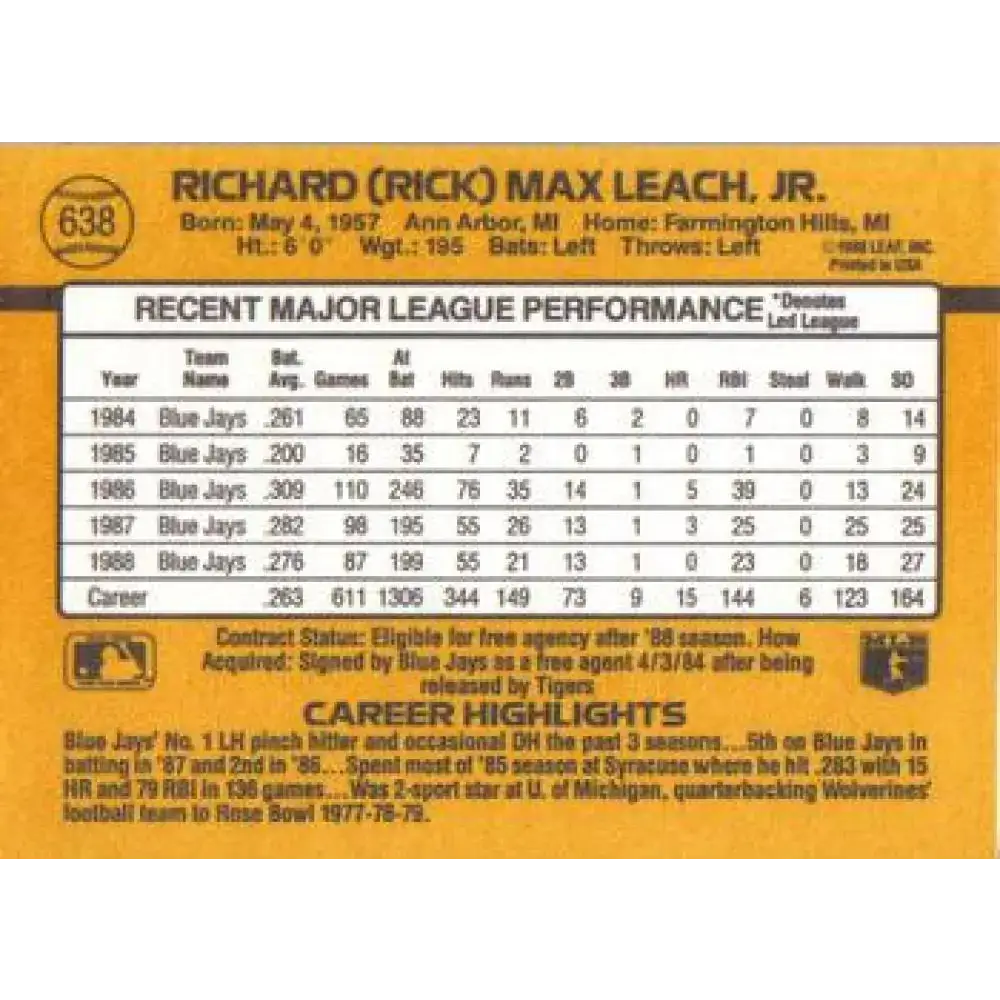 638
RICHARD (RICK) MAX LEACH, JR.
Born: May 4, 1957 Ann Arbor, MI Home: Farmington Hills, MI
Ht.: 6'0" Wgt.: 195 Bats: Left Throws: Left
LEAF, INC.
Printed in USA
RECENT MAJOR LEAGUE PERFORMANCE *Denotes Led League
Year Team Name Bat. Avg. Games At Bat Hits Runs 2B 3B HR RBI Steal Walk SO
1984 Blue Jays .261 65 88 23 11 6 2 0 7 0 8 14
1985 Blue Jays .200 16 35 7 2 0 1 0 1 0 3 9
1986 Blue Jays .309 110 246 76 35 14 1 5 39 0 13 24
1987 Blue Jays .282 98 195 55 26 13 1 3 25 0 25 25
1988 Blue Jays .276 87 199 55 21 13 1 0 23 0 18 27
Career .263 611 1306 344 149 73 9 15 144 6 123 164
Contract Status: Eligible for free agency after '88 season. How
Acquired: Signed by Blue Jays as a free agent 4/3/84 after being
released by Tigers
CAREER HIGHLIGHTS
Blue Jays' No. 1 LH pinch hitter and occasional DH the past 3 seasons...5th on Blue Jays in
batting in '87 and 2nd in '86...Spent most of '85 season at Syracuse where he hit .283 with 15
HR and 79 RBI in 136 games...Was 2-sport star at U. of Michigan, quarterbacking Wolverines'
football team to Rose Bowl 1977-78-79.